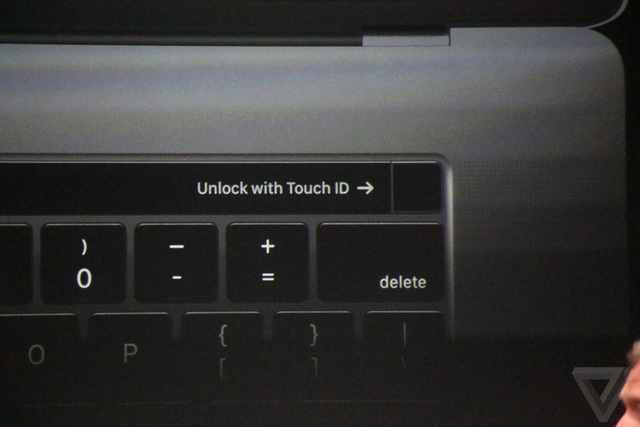 Unlock with Touch ID →
) _ +
0 - = delete
O P { } |
[ ] \